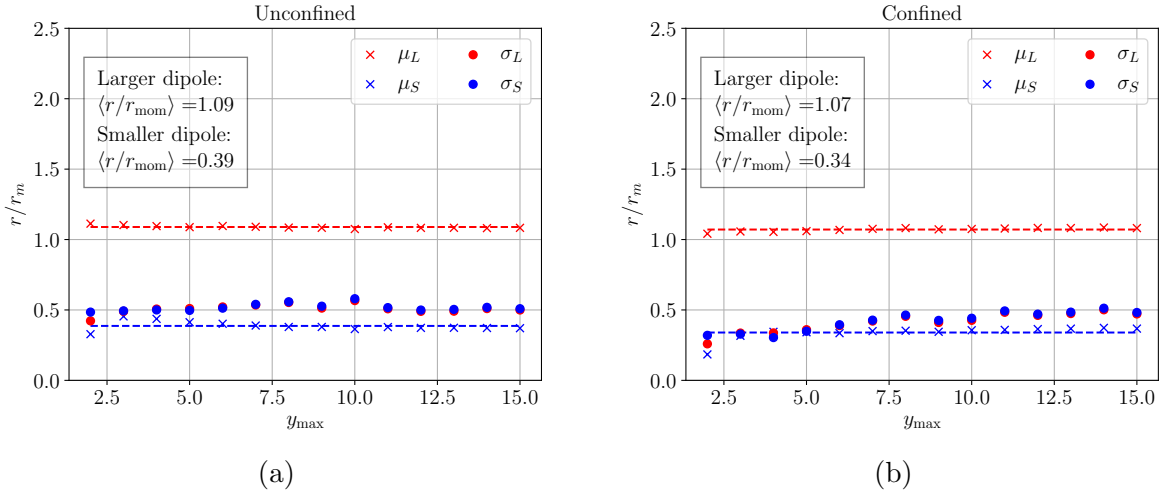 Unconfined
2.5
2.0
1.5
1.0
0.5
0.0
r/r_m
Larger dipole:
⟨r/r_mom⟩ =1.09
Smaller dipole:
⟨r/r_mom⟩ =0.39
μ_L σ_L
μ_S σ_S
2.5 5.0 7.5 10.0 12.5 15.0
y_max
(a)
Confined
2.5
2.0
1.5
1.0
0.5
0.0
r/r_m
Larger dipole:
⟨r/r_mom⟩ =1.07
Smaller dipole:
⟨r/r_mom⟩ =0.34
μ_L σ_L
μ_S σ_S
2.5 5.0 7.5 10.0 12.5 15.0
y_max
(b)